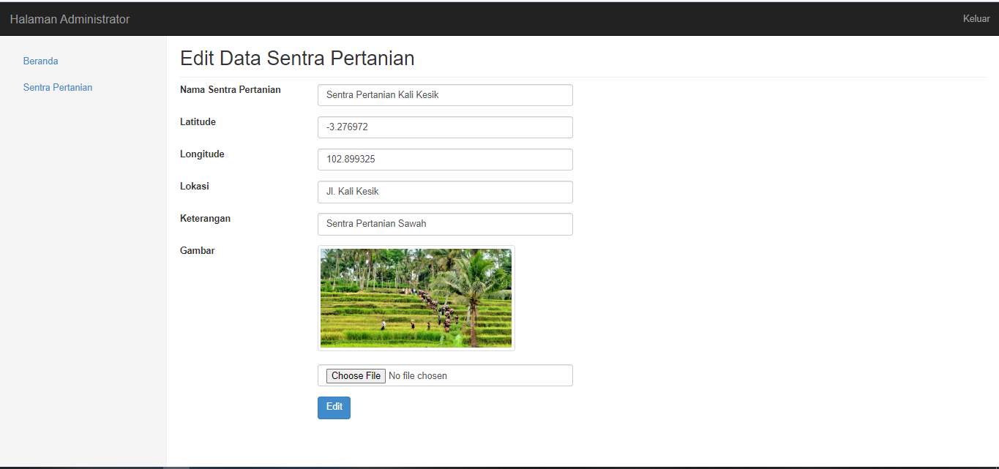 Halaman Administrator
Keluar
Beranda
Sentra Pertanian
Edit Data Sentra Pertanian
Nama Sentra Pertanian
Sentra Pertanian Kali Kesik
Latitude
-3.276972
Longitude
102.899325
Lokasi
Jl. Kali Kesik
Keterangan
Sentra Pertanian Sawah
Gambar
Choose File No file chosen
Edit